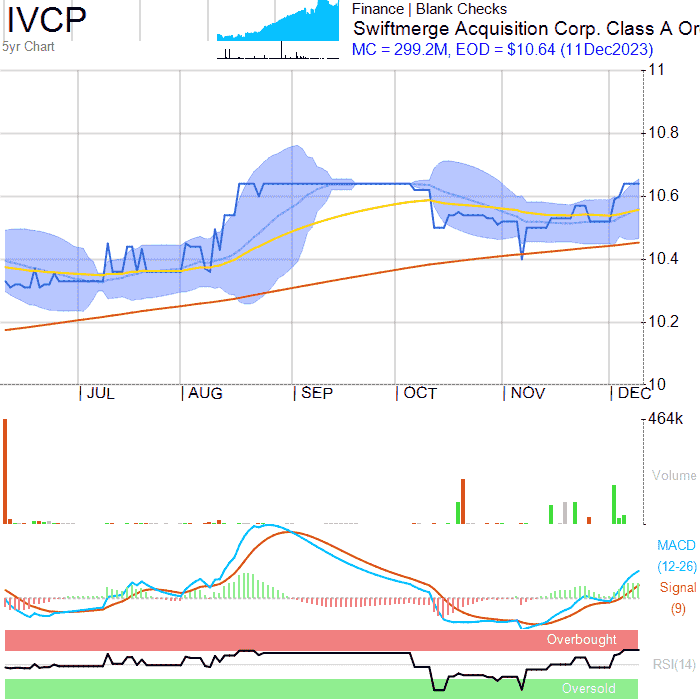 IVCP
5yr Chart
Finance | Blank Checks
Swiftmerge Acquisition Corp. Class A Or
MC = 299.2M, EOD = $10.64 (11Dec2023)
11
10.8
10.6
10.4
10.2
10
JUL AUG SEP OCT NOV DEC
464k
Volume
MACD
(12-26)
Signal
(9)
Overbought
RSI(14)
Oversold